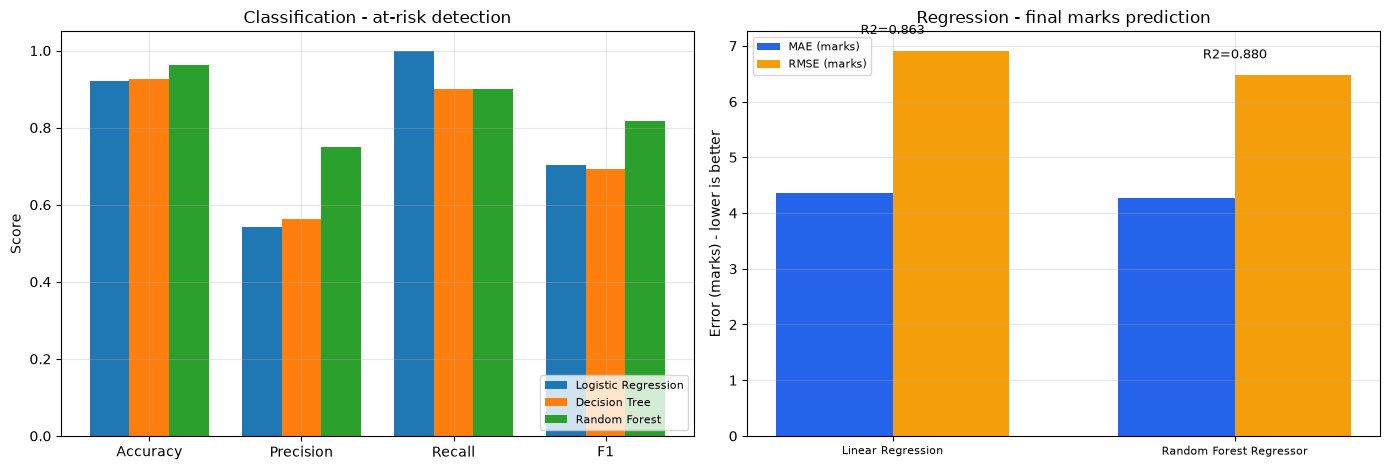 Classification - at-risk detection
Score
1.0
0.8
0.6
0.4
0.2
0.0
Accuracy
Precision
Recall
F1
Logistic Regression
Decision Tree
Random Forest
Regression - final marks prediction
R2=0.863
R2=0.880
MAE (marks)
RMSE (marks)
Error (marks) - lower is better
7
6
5
4
3
2
1
0
Linear Regression
Random Forest Regressor